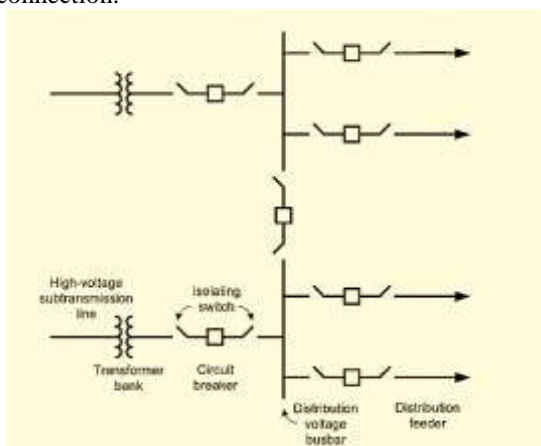 connection.
High-voltage
subtransmission
line
Isolating
switch
Transformer
bank
Circuit
breaker
Distribution
voltage
busbar
Distribution
feeder